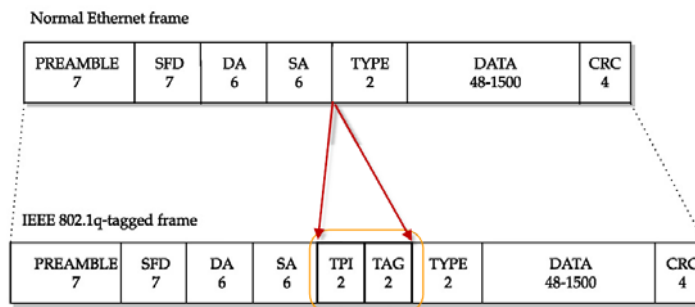 Normal Ethernet frame
PREAMBLE SFD DA SA TYPE DATA CRC
7 7 6 6 2 48-1500 4
IEEE 802.1q-tagged frame
PREAMBLE SFD DA SA TPI TAG TYPE DATA CRC
7 7 6 6 2 2 2 48-1500 4